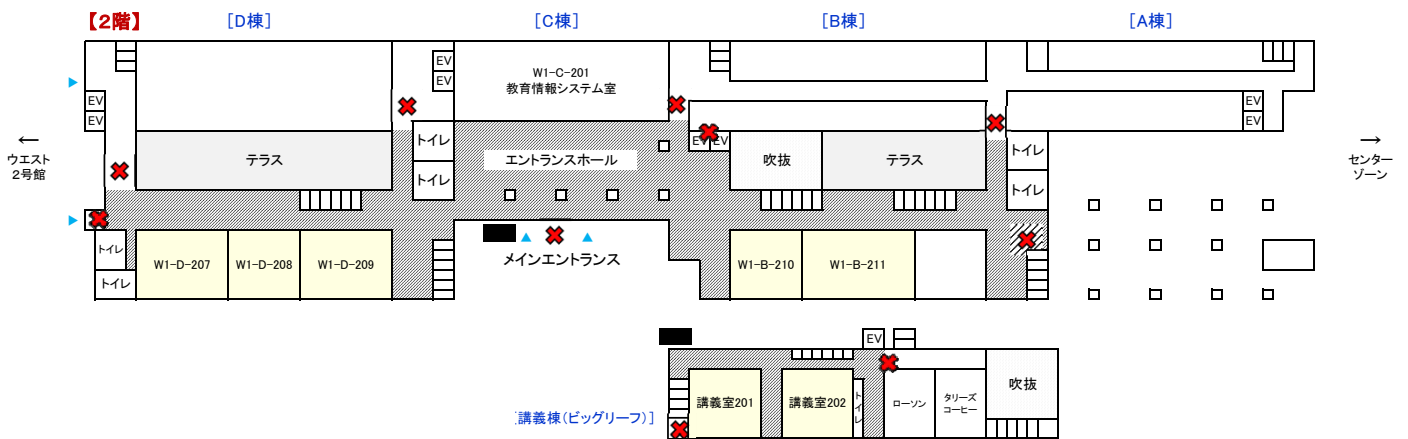 【2階】
[D棟]
[C棟]
[B棟]
[A棟]
EV
EV
W1-C-201
教育情報システム室
EV
EV
EV
EV
←
ウエスト
2号館
テラス
トイレ
トイレ
エントランスホール
EV
EV
吹抜
テラス
トイレ
トイレ
→
センター
ゾーン
トイレ
トイレ
W1-D-207
W1-D-208
W1-D-209
メインエントランス
W1-B-210
W1-B-211
EV
[講義棟(ビッグリーフ)]
講義室201
講義室202
トイレ
ローソン
タリーズ
コーヒー
吹抜